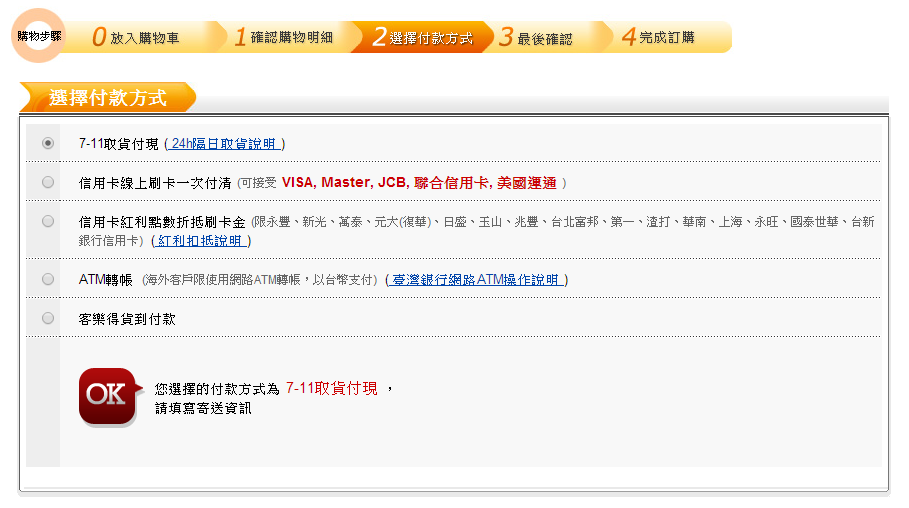 購物步驟
0 放入購物車 1 確認購物明細 2 選擇付款方式 3 最後確認 4 完成訂購
選擇付款方式
7-11取貨付現 ( 24h隔日取貨說明 )
信用卡線上刷卡一次付清 (可接受 VISA, Master, JCB, 聯合信用卡, 美國運通 )
信用卡紅利點數折抵刷卡金 (限永豐、新光、萬泰、元大(復華)、日盛、玉山、兆豐、台北富邦、第一、渣打、華南、上海、永旺、國泰世華、台新
銀行信用卡) ( 紅利扣抵說明 )
ATM轉帳 (海外客戶限使用網路ATM轉帳，以台幣支付) ( 臺灣銀行網路ATM操作說明 )
客樂得貨到付款
OK
您選擇的付款方式為 7-11取貨付現 ，
請填寫寄送資訊